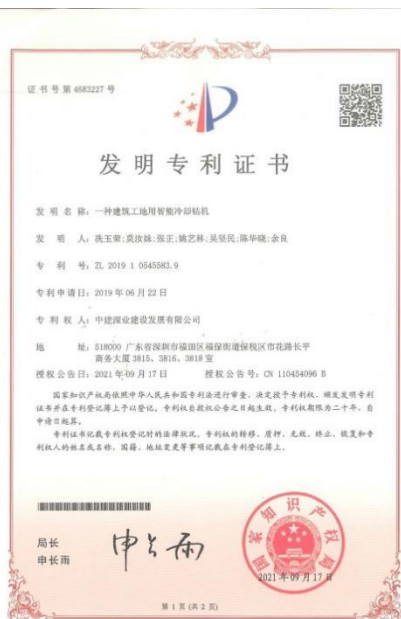 证书号第4683227号
发明专利证书
发 明 名 称：一种建筑工地用智能冷却钻机
发 明 人：冼玉荣;莫汝妹;张正;姚艺林;吴坚民;陈华晓;余良
专 利 号：ZL 2019 1 0545583.9
专利申请日：2019年06月22日
专 利 权 人：中建深业建设发展有限公司
地 址：518000 广东省深圳市福田区福保街道保税区市花路长平
商务大厦3815、3816、3818室
授权公告日：2021年09月17日 授权公告号：CN 110454096 B
国家知识产权局依照中华人民共和国专利法进行审查，决定授予专利权，颁发发明专利
证书并在专利登记簿上予以登记。专利权自授权公告之日起生效。专利权期限为二十年，自
申请日起算。
专利证书记载专利权登记时的法律状况。专利权的转移、质押、无效、终止、恢复和专
利权人的姓名或名称、国籍、地址变更等事项记载在专利登记簿上。
局长
申长雨
申长雨
国家知识产权局
2021年09月17日
第 1 页 (共 2 页)